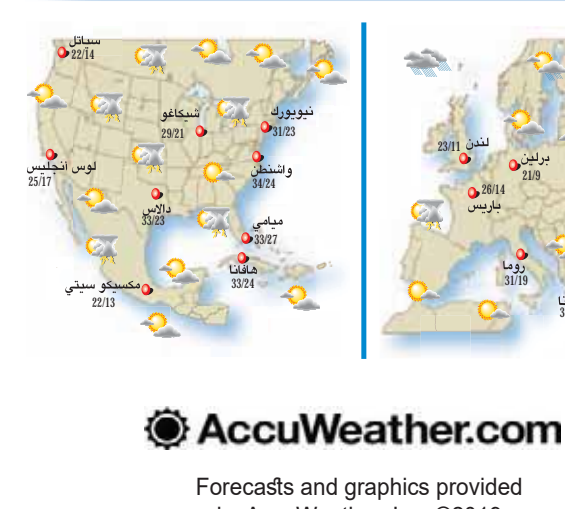 سياتل
22/14
شيكاغو
29/21
نيويورك
31/23
لوس انجليس
25/17
واشنطن
34/24
دالاس
33/23
ميامي
33/27
هافانا
33/24
مكسيكو سيتي
22/13
لندن
23/11
برلين
21/9
26/14
باريس
روما
31/19
AccuWeather.com
Forecasts and graphics provided